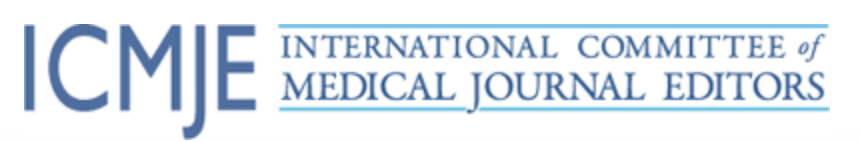 ICMJE
INTERNATIONAL COMMITTEE of
MEDICAL JOURNAL EDITORS